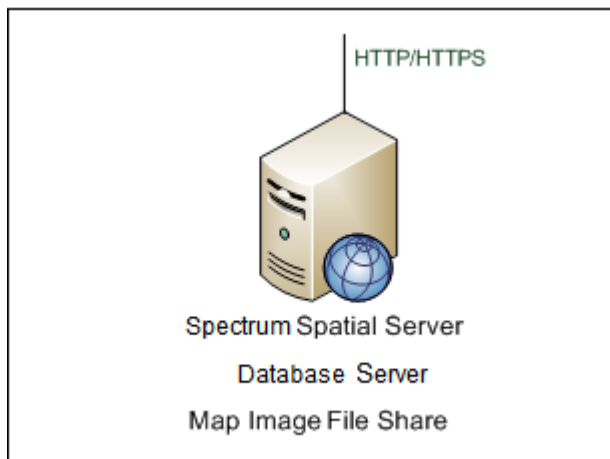 HTTP/HTTPS
Spectrum Spatial Server
Database Server
Map Image File Share